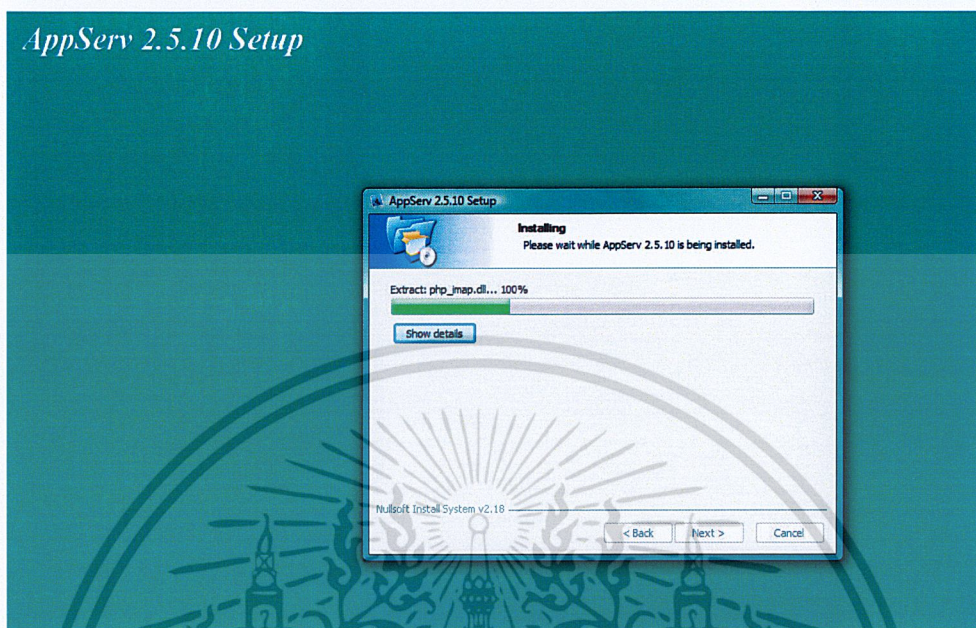 AppServ 2.5.10 Setup
AppServ 2.5.10 Setup
Installing
Please wait while AppServ 2.5.10 is being installed.
Extract: php_imap.dll... 100%
Show details
Nullsoft Install System v2.18
< Back Next > Cancel